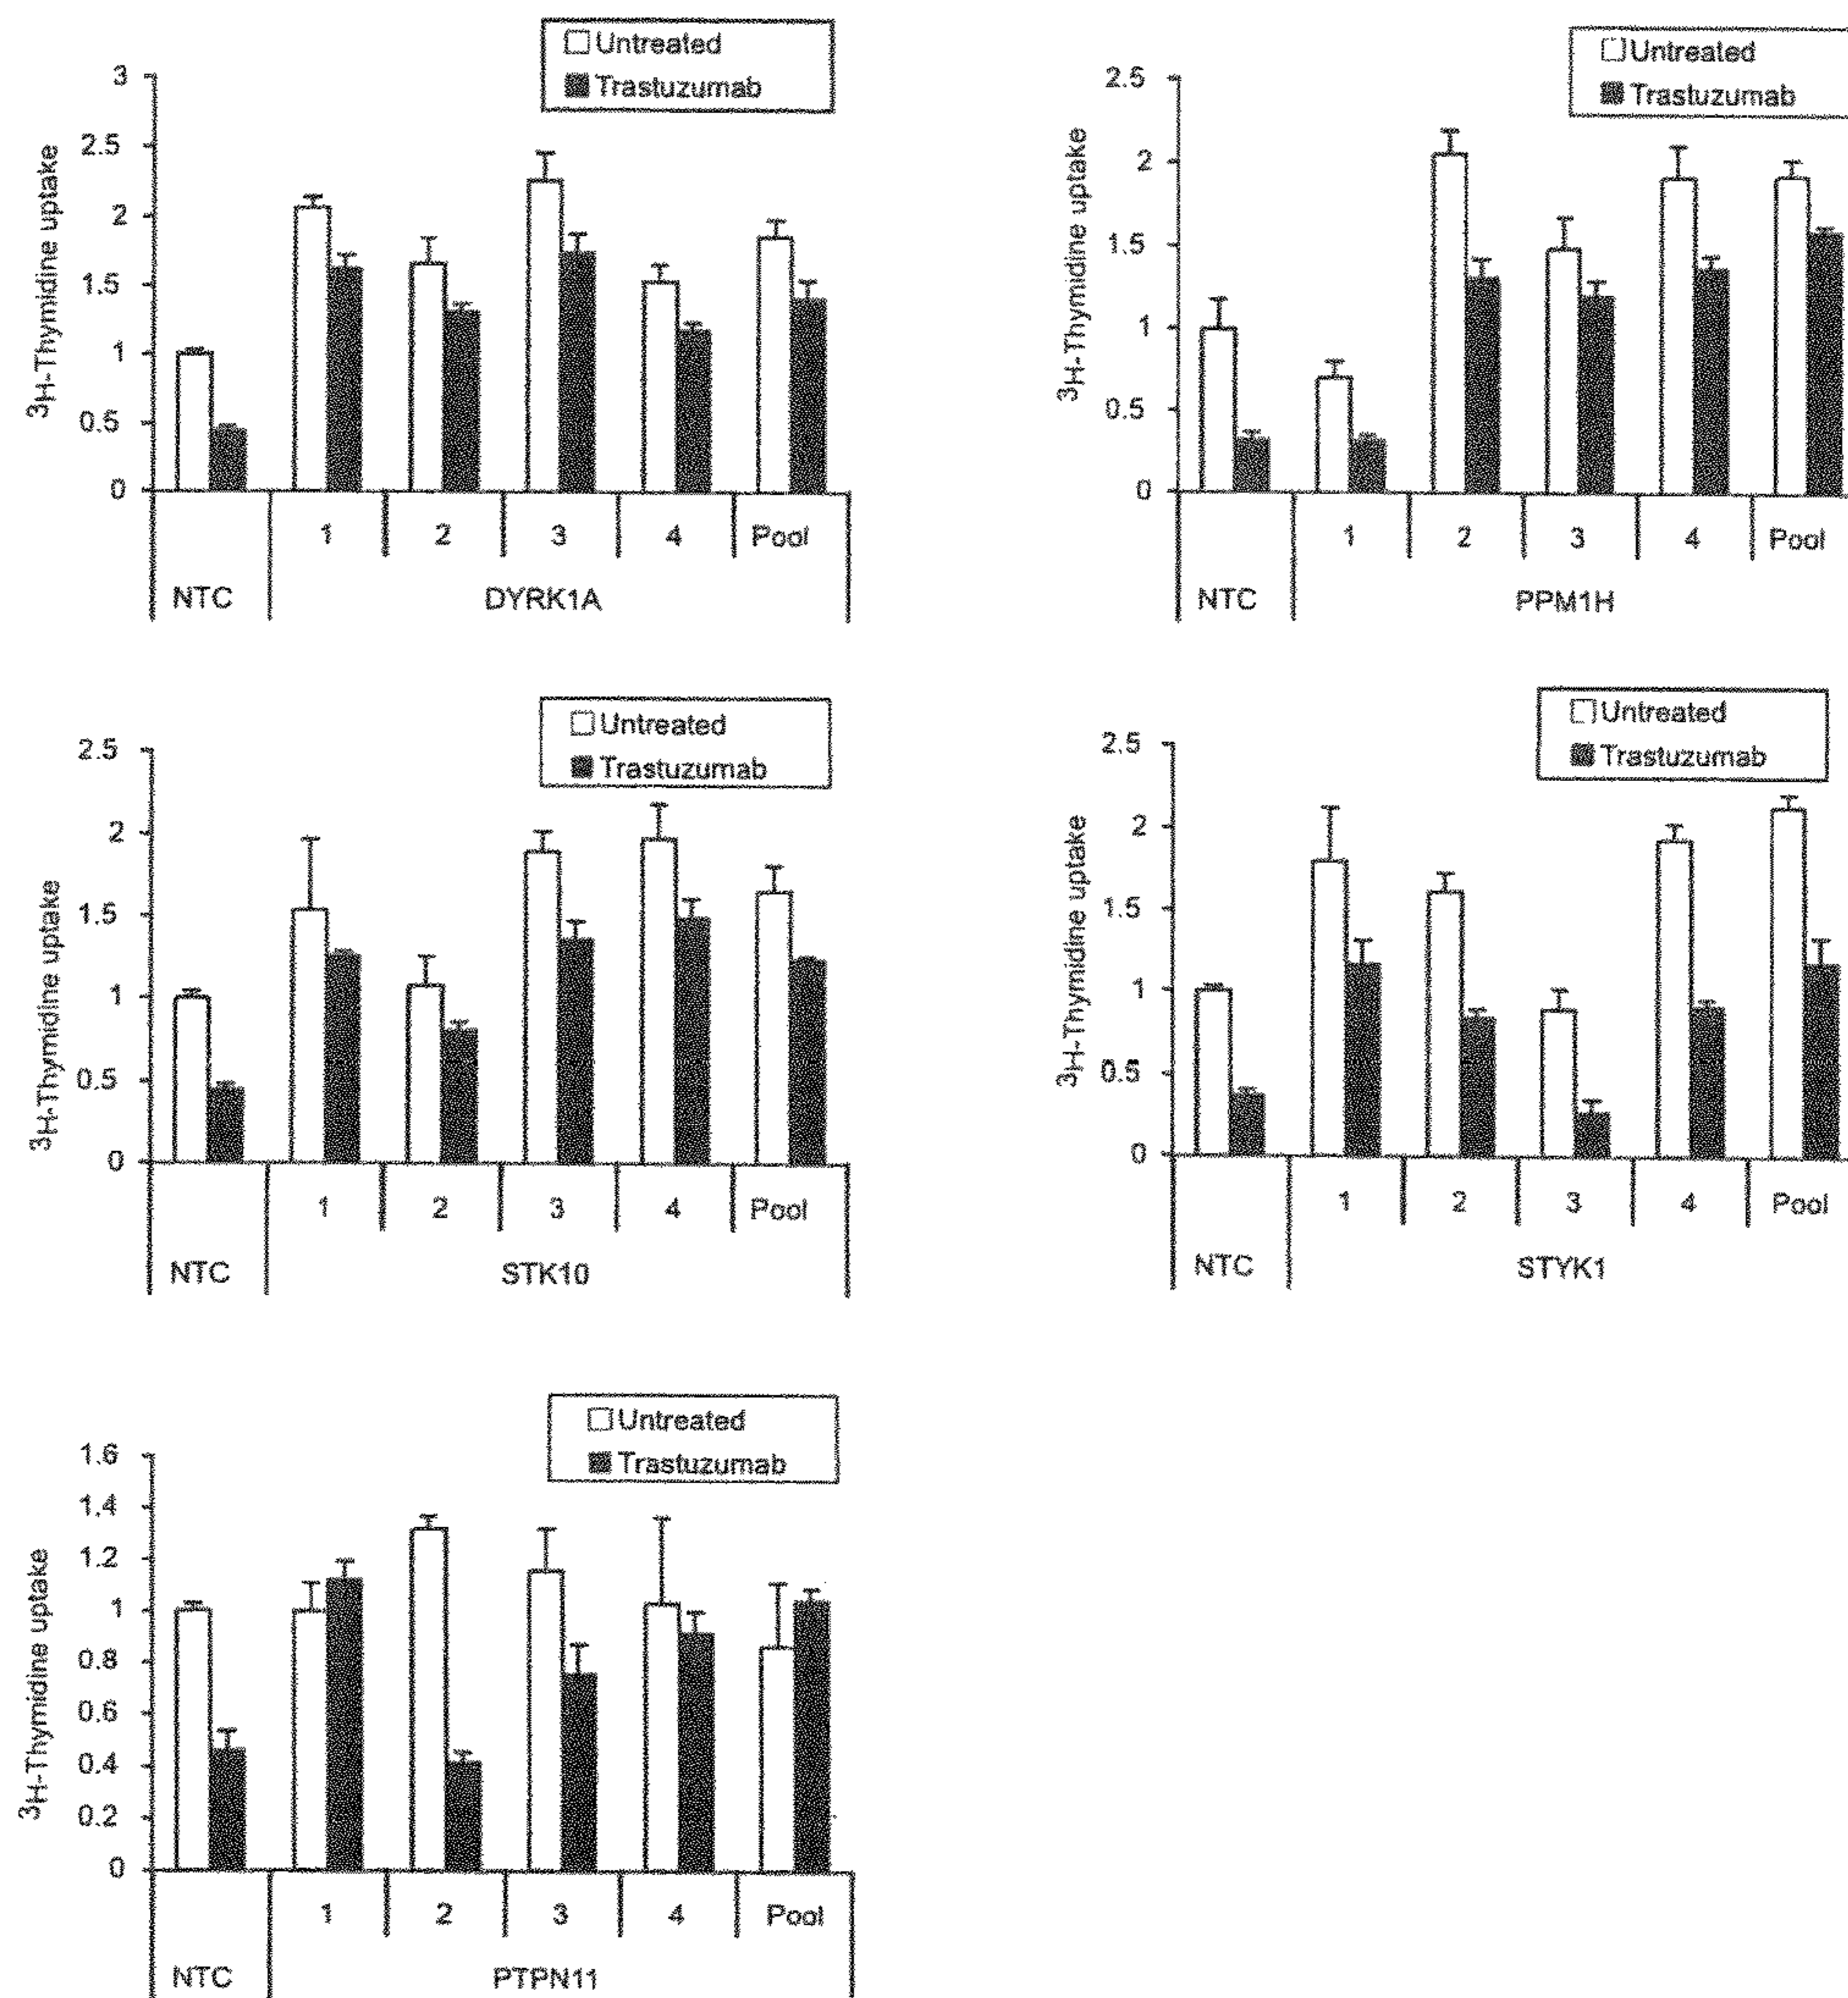 Untreated
Trastuzumab
3
2.5
2
1.5
1
0.5
0
³H-Thymidine uptake
1 2 3 4 Pool
NTC DYRK1A
Untreated
Trastuzumab
2.5
2
1.5
1
0.5
0
³H-Thymidine uptake
1 2 3 4 Pool
NTC PPM1H
Untreated
Trastuzumab
2.5
2
1.5
1
0.5
0
³H-Thymidine uptake
1 2 3 4 Pool
NTC STK10
Untreated
Trastuzumab
2.5
2
1.5
1
0.5
0
³H-Thymidine uptake
1 2 3 4 Pool
NTC STYK1
Untreated
Trastuzumab
1.6
1.4
1.2
1
0.8
0.6
0.4
0.2
0
³H-Thymidine uptake
1 2 3 4 Pool
NTC PTPN11